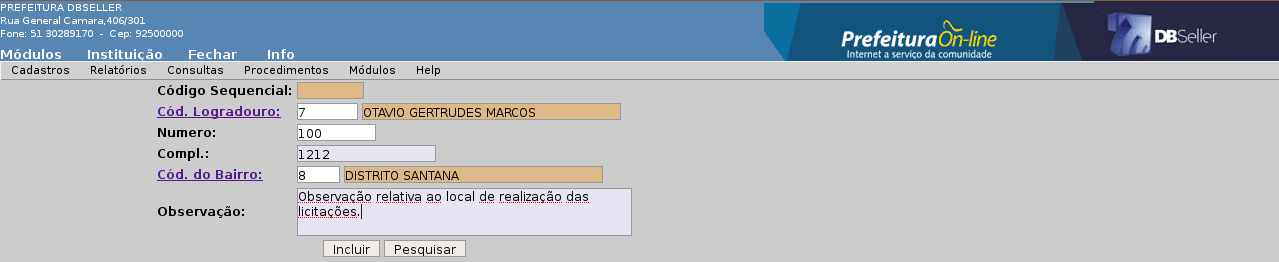 PREFEITURA DBSELLER
Rua General Camara,406/301
Fone: 51 30289170 - Cep: 92500000
PrefeituraOn-line
Internet a serviço da comunidade
DBSeller
Módulos Instituição Fechar Info
Cadastros Relatórios Consultas Procedimentos Módulos Help
Código Sequencial:
Cód. Logradouro: 7 OTAVIO GERTRUDES MARCOS
Numero: 100
Compl.: 1212
Cód. do Bairro: 8 DISTRITO SANTANA
Observação: Observação relativa ao local de realização das
licitações.
Incluir Pesquisar